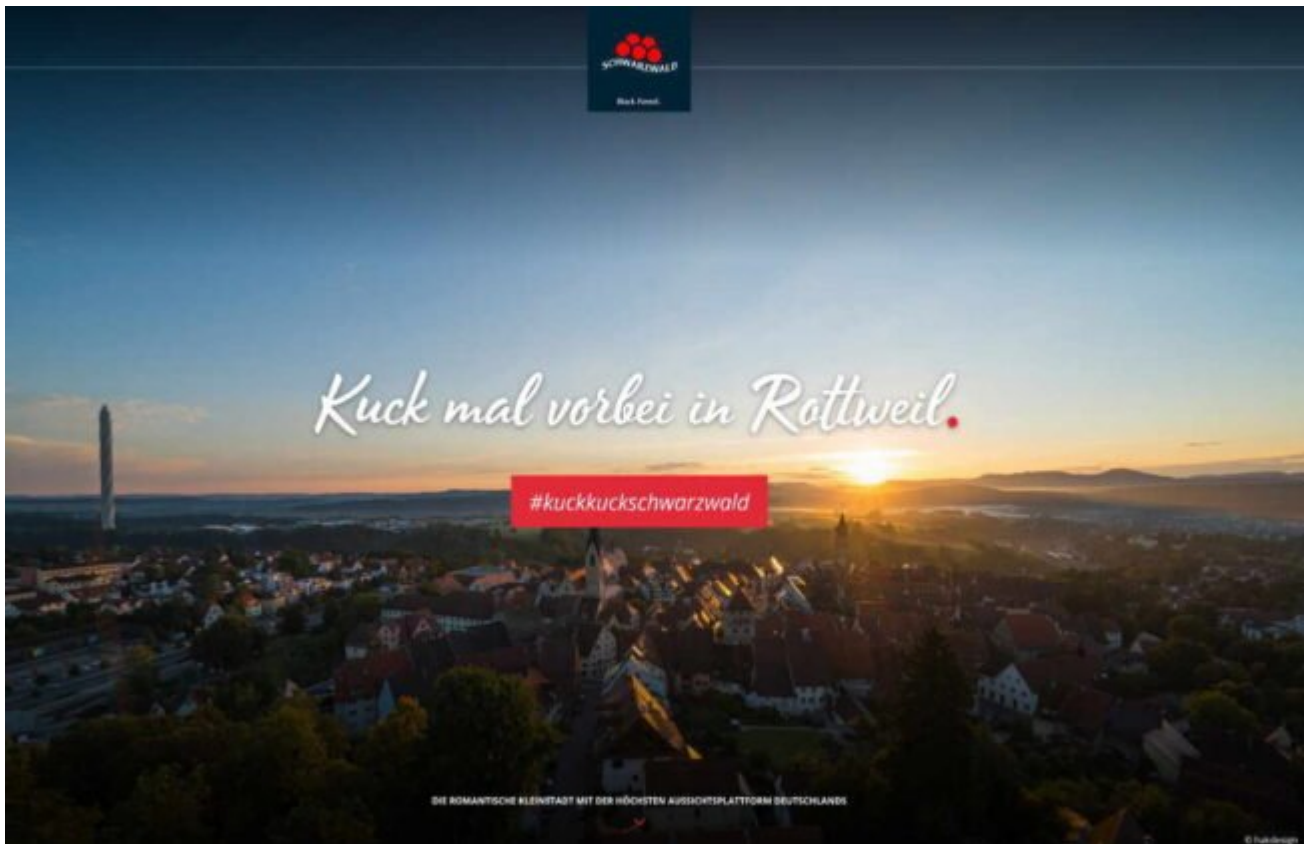 SCHWARZWALD
Black Forest.
Kuck mal vorbei in Rottweil.
#kuckkuckschwarzwald
DIE ROMANTISCHE KLEINSTADT MIT DER HÖCHSTEN AUSSICHTSPLATTFORM DEUTSCHLANDS